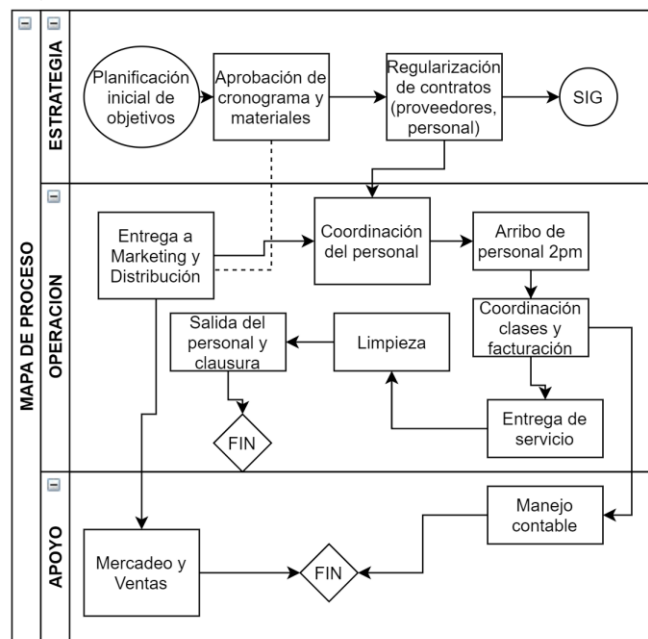 MAPA DE PROCESO
ESTRATEGIA
Planificación
inicial de
objetivos
Aprobación de
cronograma y
materiales
Regularización
de contratos
(proveedores,
personal)
SIG
OPERACION
Entrega a
Marketing y
Distribución
Coordinación
del personal
Arribo de
personal 2pm
Salida del
personal y
clausura
Limpieza
Coordinación
clases y
facturación
FIN
Entrega de
servicio
APOYO
Mercadeo y
Ventas
FIN
Manejo
contable